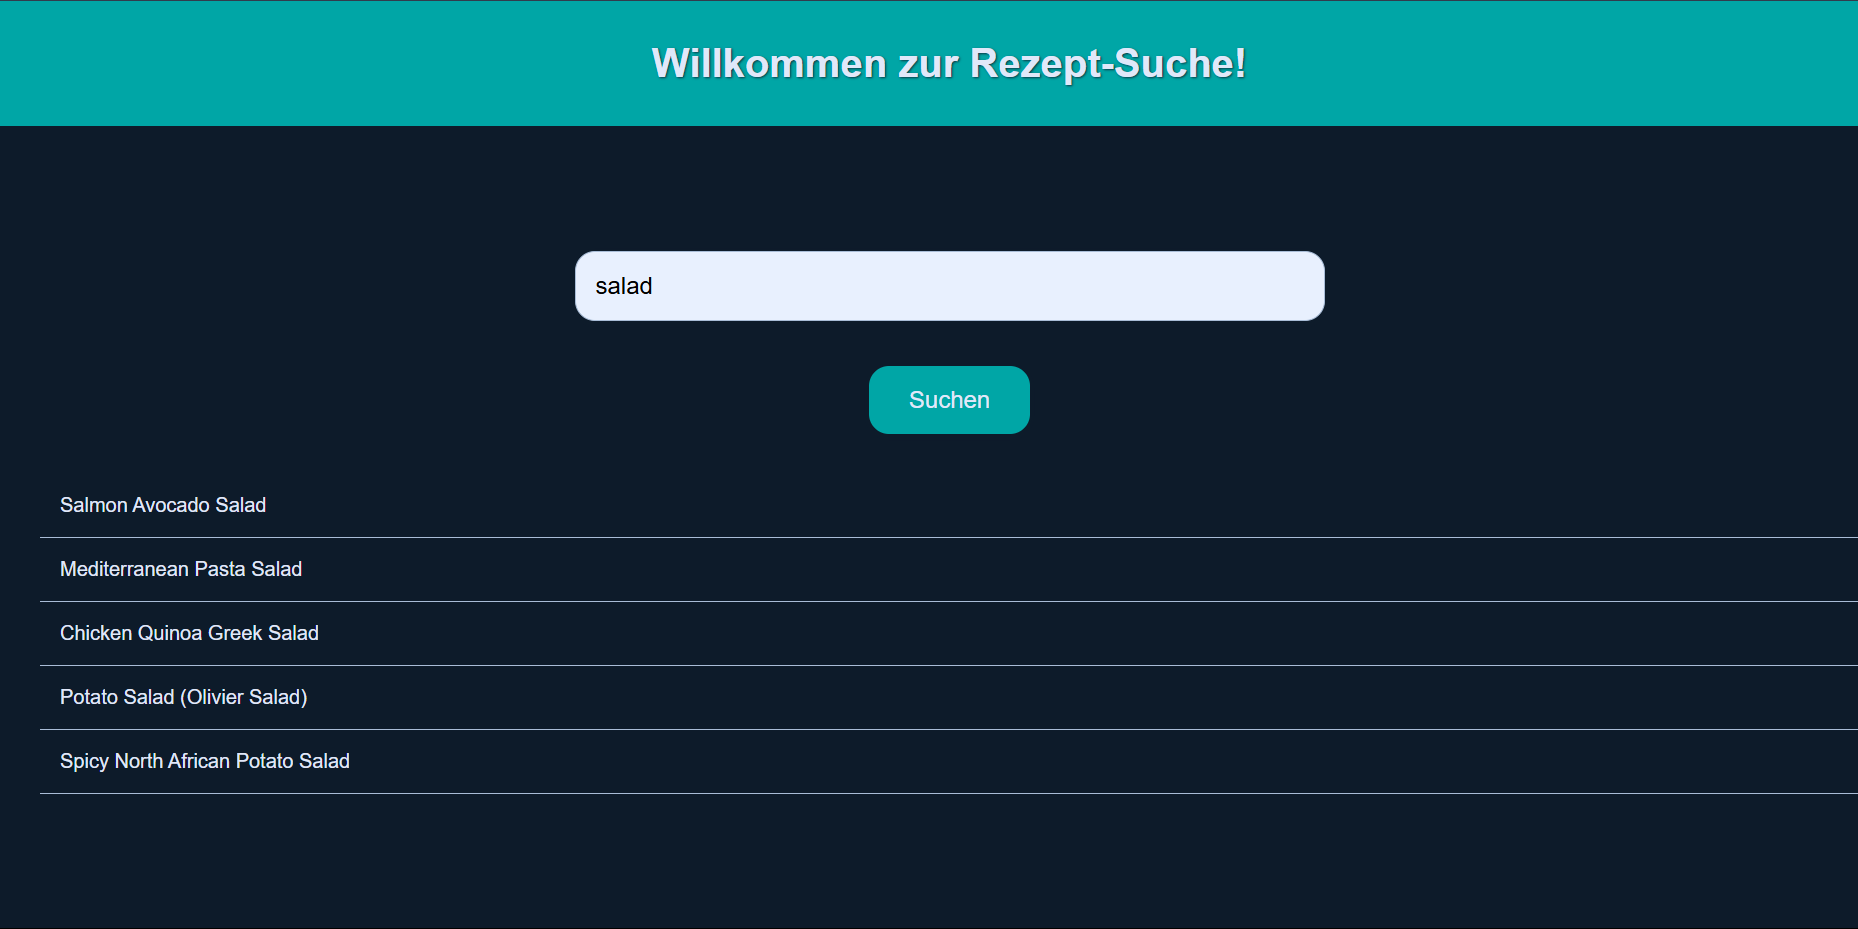 Willkommen zur Rezept-Suche!
salad
Suchen
Salmon Avocado Salad
Mediterranean Pasta Salad
Chicken Quinoa Greek Salad
Potato Salad (Olivier Salad)
Spicy North African Potato Salad